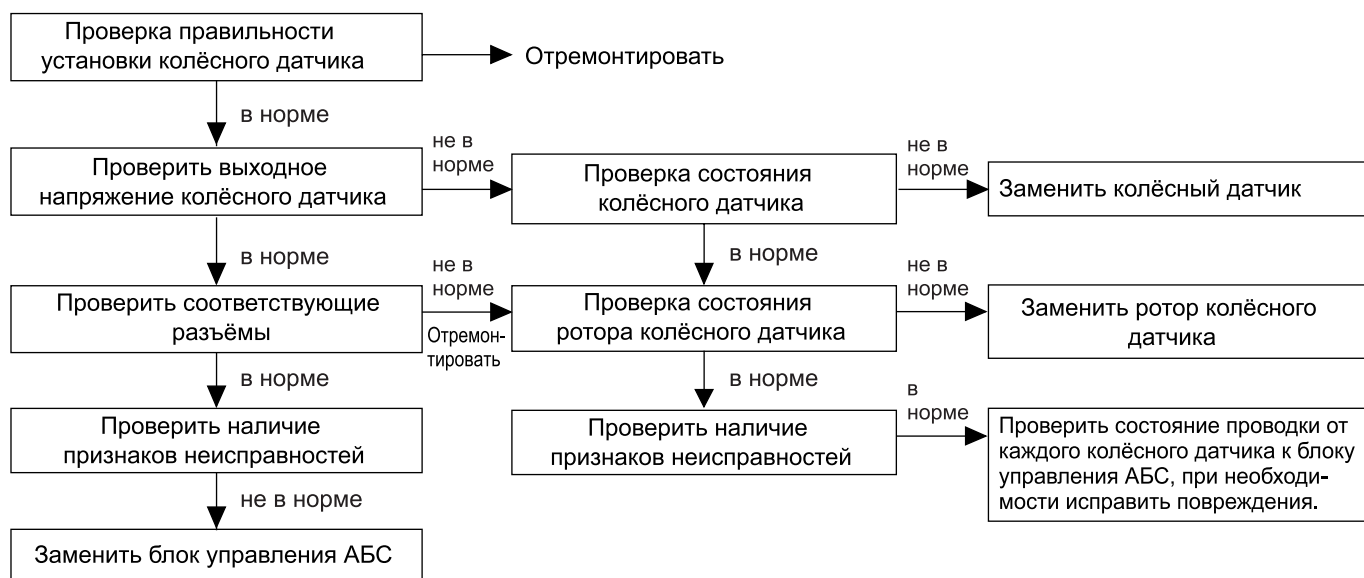 Проверка правильности
установки колёсного датчика
Отремонтировать
в норме
Проверить выходное
напряжение колёсного датчика
не в
норме
Проверка состояния
колёсного датчика
не в
норме
Заменить колёсный датчик
в норме
в норме
Проверить соответствующие
разъёмы
не в
норме
Отремон-
тировать
Проверка состояния
ротора колёсного датчика
не в
норме
Заменить ротор колёсного
датчика
в норме
в норме
Проверить наличие
признаков неисправностей
Проверить наличие
признаков неисправностей
в
норме
Проверить состояние проводки от
каждого колёсного датчика к блоку
управления АБС, при необходи-
мости исправить повреждения.
не в норме
Заменить блок управления АБС